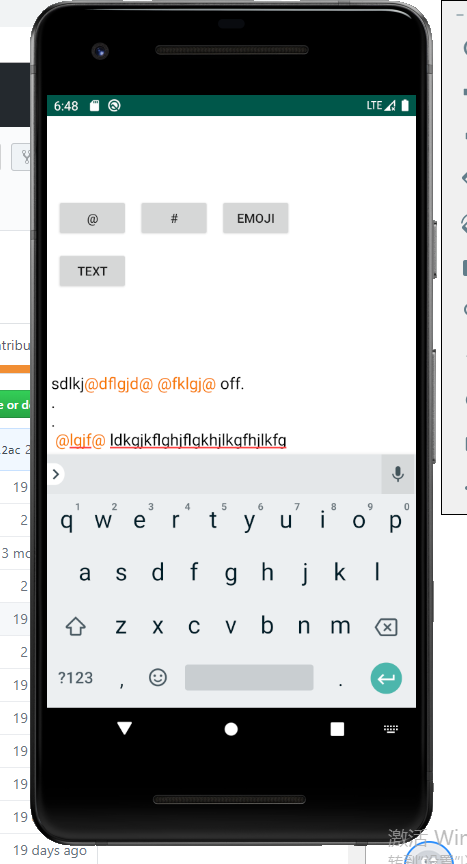 6:48 LTE
@ # EMOJI
TEXT
sdlkj@dflgjd@ @fklgj@ off.
.
.
@lgjf@ ldkgjkflghjflgkhjlkgfhjlkfg
1 2 3 4 5 6 7 8 9 0
q w e r t y u i o p
a s d f g h j k l
z x c v b n m
?123 , .
ntribu
e or d
2ac 2
19
2
3 mo
2
19
2
19
19
19
19
19
19 days ago
激活 Win